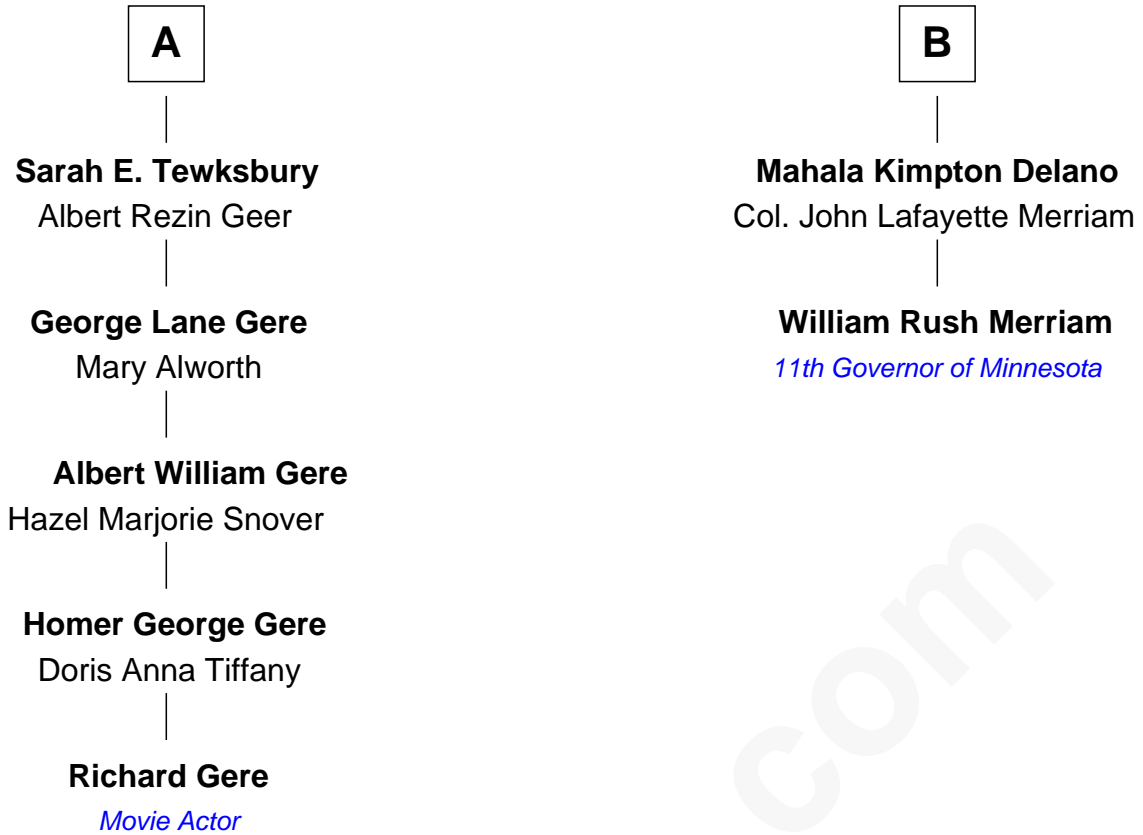 A
Sarah E. Tewksbury
Albert Rezin Geer
George Lane Gere
Mary Alworth
Albert William Gere
Hazel Marjorie Snover
Homer George Gere
Doris Anna Tiffany
Richard Gere
Movie Actor
B
Mahala Kimpton Delano
Col. John Lafayette Merriam
William Rush Merriam
11th Governor of Minnesota
com